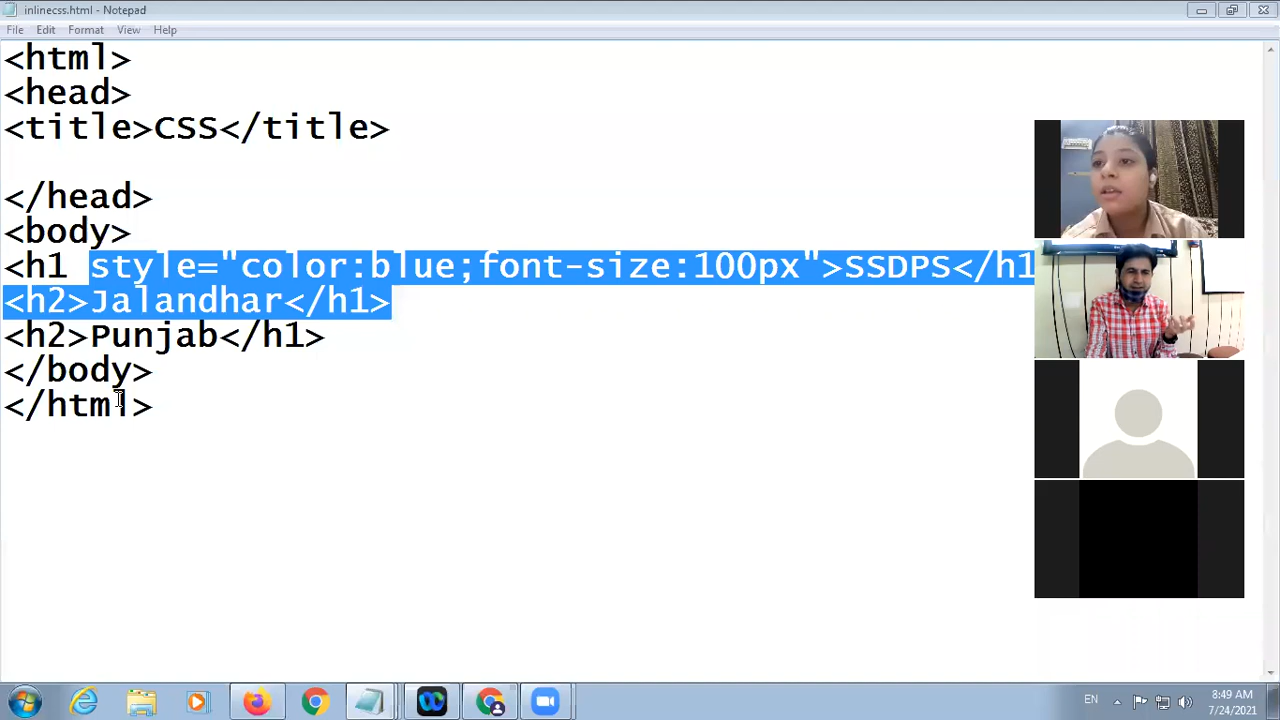 inlinecss.html - Notepad
File Edit Format View Help
<html>
<head>
<title>CSS</title>
</head>
<body>
<h1 style="color:blue;font-size:100px">SSDPS</h1
<h2>Jalandhar</h1>
<h2>Punjab</h1>
</body>
</html>
EN
8:49 AM
7/24/2021